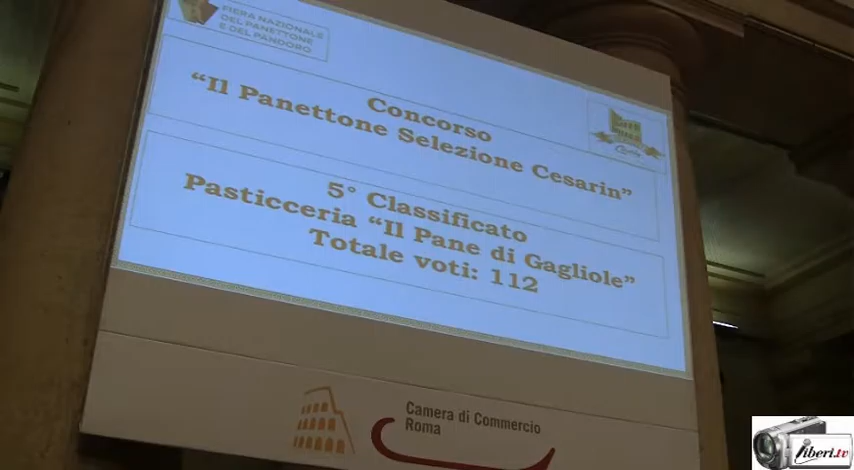 FIERA NAZIONALE
DEL PANETTONE
E DEL PANDORO
Concorso
“Il Panettone Selezione Cesarin”
5° Classificato
Pasticceria “Il Pane di Gagliole”
Totale voti: 112
Camera di Commercio
Roma
liberi.tv